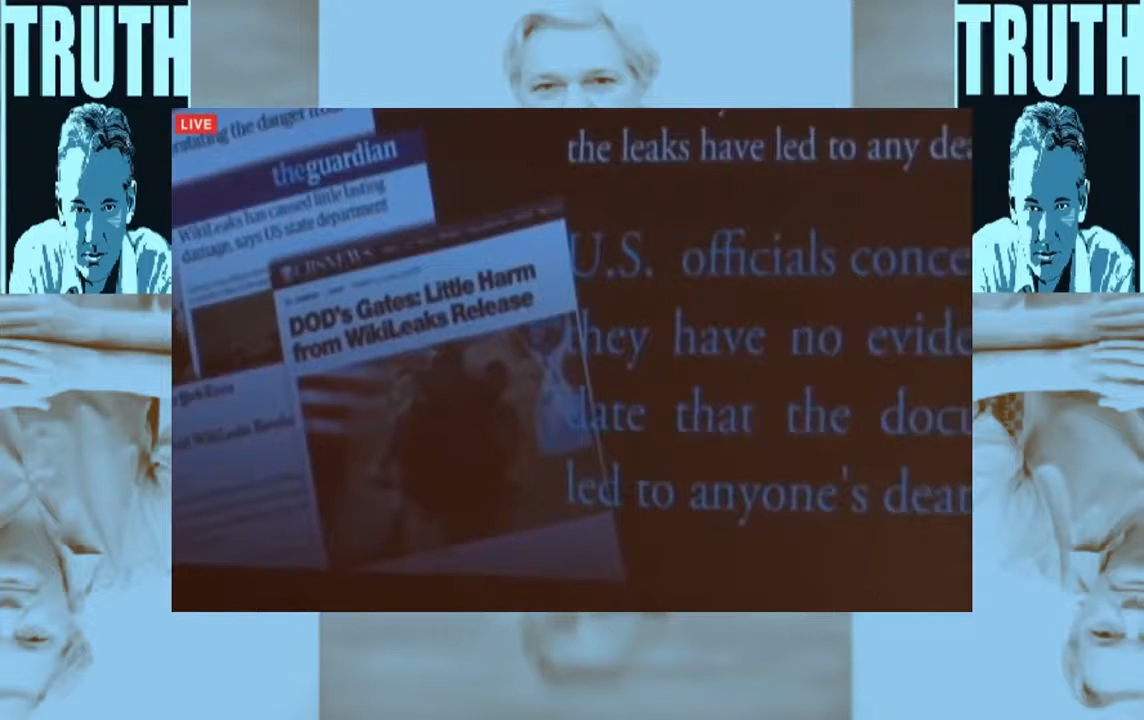 TRUTH
TRUTH
LIVE
the danger
theguardian
WikiLeaks has caused little lasting
damage, says US state department
CBSNEWS
DOD's Gates: Little Harm
from WikiLeaks Release
the leaks have led to any dea
U.S. officials conce
they have no evide
date that the docu
led to anyone's dea